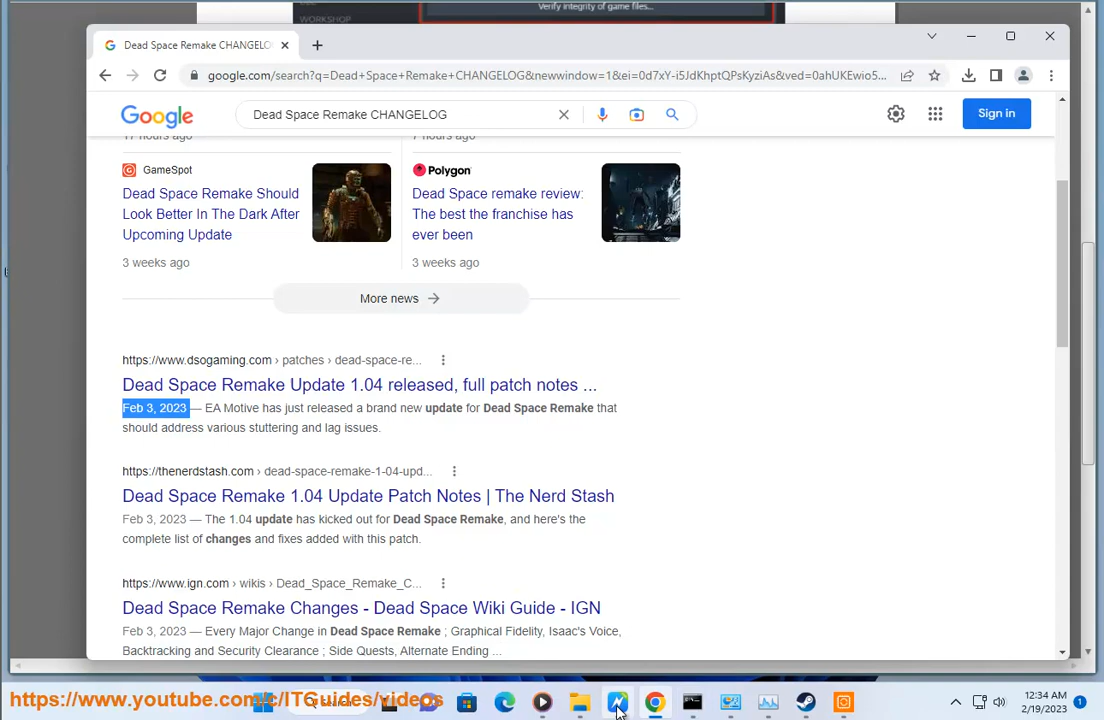 Verify integrity of game files...
WORKSHOP
Dead Space Remake CHANGELO
google.com/search?q=Dead+Space+Remake+CHANGELOG&newwindow=1&ei=0d7xY-i5JdKhptQPsKyziAs&ved=0ahUKEwio5...
Google
Dead Space Remake CHANGELOG
Sign in
17 hours ago
7 hours ago
GameSpot
Dead Space Remake Should
Look Better In The Dark After
Upcoming Update
3 weeks ago
Polygon
Dead Space remake review:
The best the franchise has
ever been
3 weeks ago
More news
https://www.dsogaming.com › patches › dead-space-re...
Dead Space Remake Update 1.04 released, full patch notes ...
Feb 3, 2023 — EA Motive has just released a brand new update for Dead Space Remake that
should address various stuttering and lag issues.
https://thenerdstash.com › dead-space-remake-1-04-upd...
Dead Space Remake 1.04 Update Patch Notes | The Nerd Stash
Feb 3, 2023 — The 1.04 update has kicked out for Dead Space Remake, and here's the
complete list of changes and fixes added with this patch.
https://www.ign.com › wikis › Dead_Space_Remake_C...
Dead Space Remake Changes - Dead Space Wiki Guide - IGN
Feb 3, 2023 — Every Major Change in Dead Space Remake ; Graphical Fidelity, Isaac's Voice,
Backtracking and Security Clearance ; Side Quests, Alternate Ending ...
https://www.youtube.com/c/ITGuides/videos
12:34 AM
2/19/2023
1